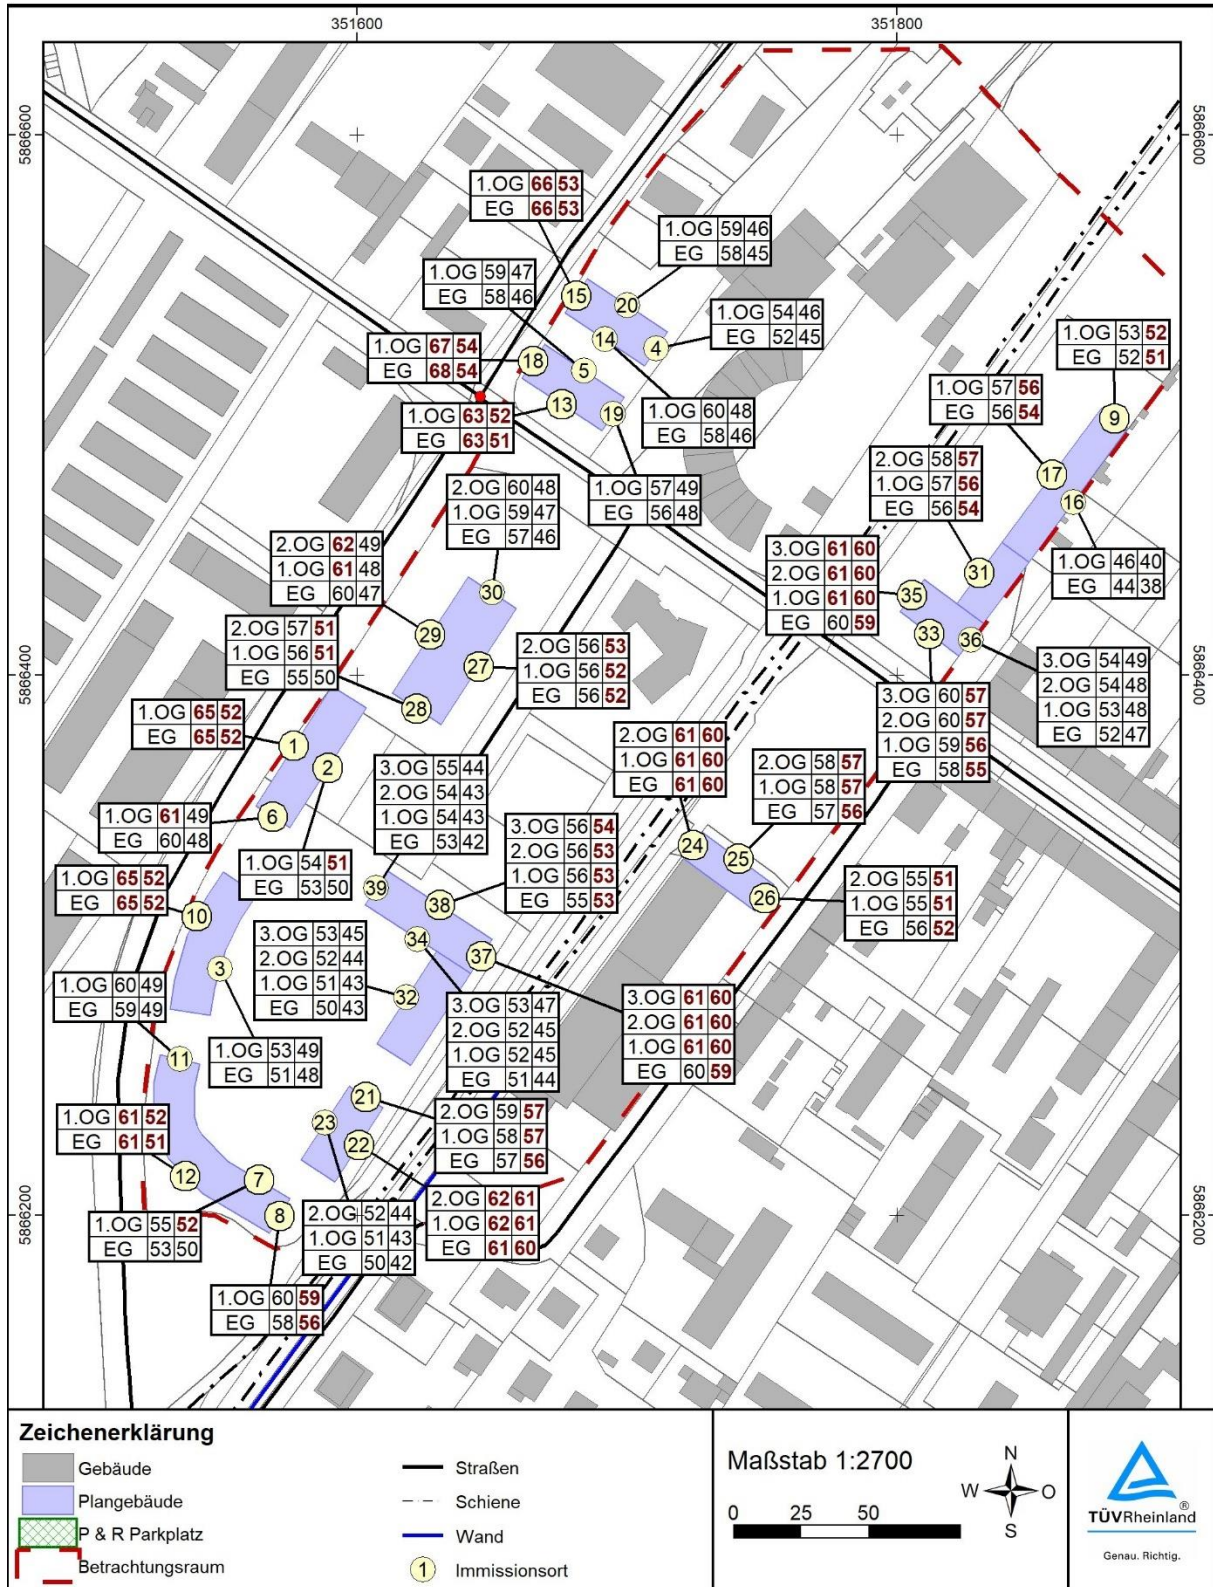 351600
351800
5866600
5866600
1.OG 66 53
EG 66 53
1.OG 59 46
EG 58 45
1.OG 59 47
EG 58 46
15
20
1.OG 54 46
EG 52 45
14
4
1.OG 67 54
EG 68 54
18
5
1.OG 53 52
EG 52 51
1.OG 57 56
EG 56 54
9
1.OG 63 52
EG 63 51
13
19
1.OG 60 48
EG 58 46
2.OG 58 57
1.OG 57 56
EG 56 54
17
16
2.OG 60 48
1.OG 59 47
EG 57 46
1.OG 57 49
EG 56 48
2.OG 62 49
1.OG 61 48
EG 60 47
3.OG 61 60
2.OG 61 60
1.OG 61 60
EG 60 59
1.OG 46 40
EG 44 38
31
30
35
29
33
36
2.OG 57 51
1.OG 56 51
EG 55 50
2.OG 56 53
1.OG 56 52
EG 56 52
27
3.OG 54 49
2.OG 54 48
1.OG 53 48
EG 52 47
5866400
5866400
28
3.OG 60 57
2.OG 60 57
1.OG 59 56
EG 58 55
1.OG 65 52
EG 65 52
1
2
2.OG 61 60
1.OG 61 60
EG 61 60
2.OG 58 57
1.OG 58 57
EG 57 56
3.OG 55 44
2.OG 54 43
1.OG 54 43
EG 53 42
1.OG 61 49
EG 60 48
6
3.OG 56 54
2.OG 56 53
1.OG 56 53
EG 55 53
24
25
1.OG 54 51
EG 53 50
1.OG 65 52
EG 65 52
39
38
26
2.OG 55 51
1.OG 55 51
EG 56 52
10
3.OG 53 45
2.OG 52 44
1.OG 51 43
EG 50 43
34
37
3
32
1.OG 60 49
EG 59 49
3.OG 53 47
2.OG 52 45
1.OG 52 45
EG 51 44
3.OG 61 60
2.OG 61 60
1.OG 61 60
EG 60 59
11
1.OG 53 49
EG 51 48
21
23
22
2.OG 59 57
1.OG 58 57
EG 57 56
1.OG 61 52
EG 61 51
12
7
8
2.OG 62 61
1.OG 62 61
EG 61 60
2.OG 52 44
1.OG 51 43
EG 50 42
1.OG 55 52
EG 53 50
5866200
5866200
1.OG 60 59
EG 58 56
Zeichenerklärung
Gebäude
Plangebäude
P & R Parkplatz
Betrachtungsraum
Straßen
Schiene
Wand
1 Immissionsort
Maßstab 1:2700
0 25 50
N
W O
S
TÜVRheinland ®
Genau. Richtig.